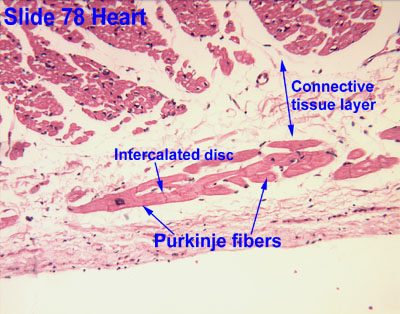 Slide 78 Heart
Connective
tissue layer
Intercalated disc
Purkinje fibers